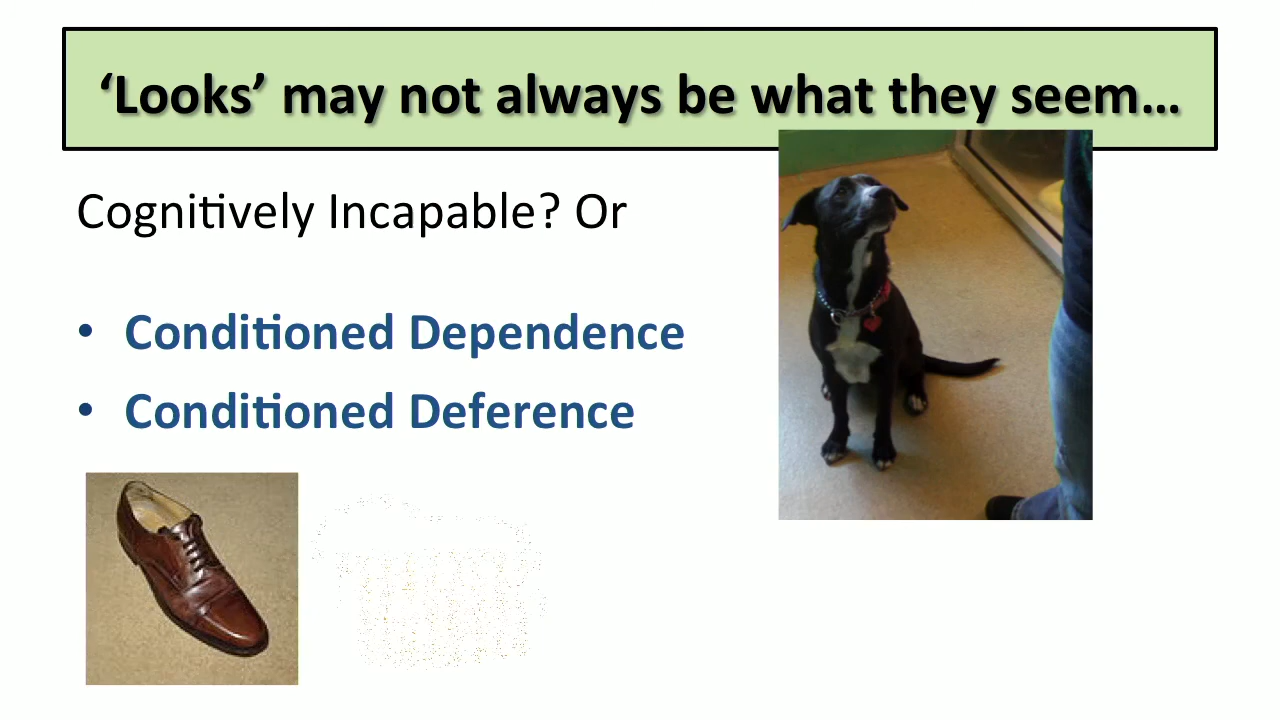 ‘Looks’ may not always be what they seem…
Cognitively Incapable? Or
• Conditioned Dependence
• Conditioned Deference